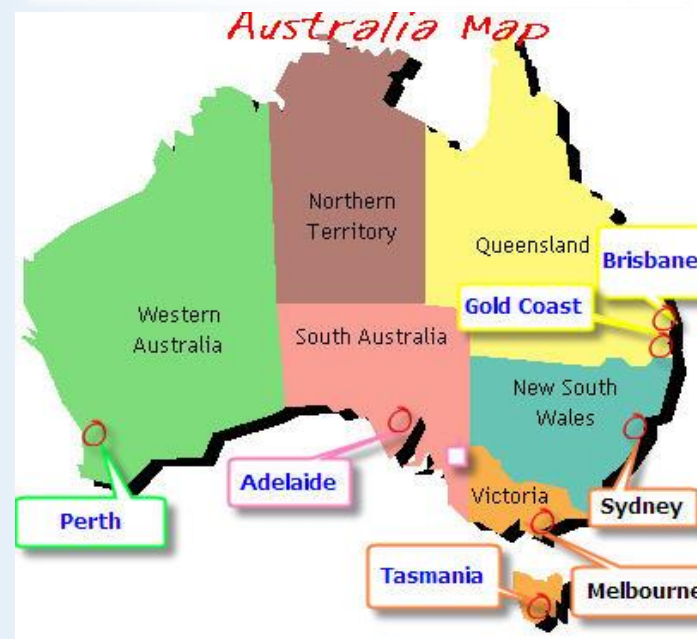 Australia Map
Northern
Territory
Queensland
Brisbane
Gold Coast
Western
Australia
South Australia
New South
Wales
Adelaide
Victoria
Sydney
Perth
Tasmania
Melbourne